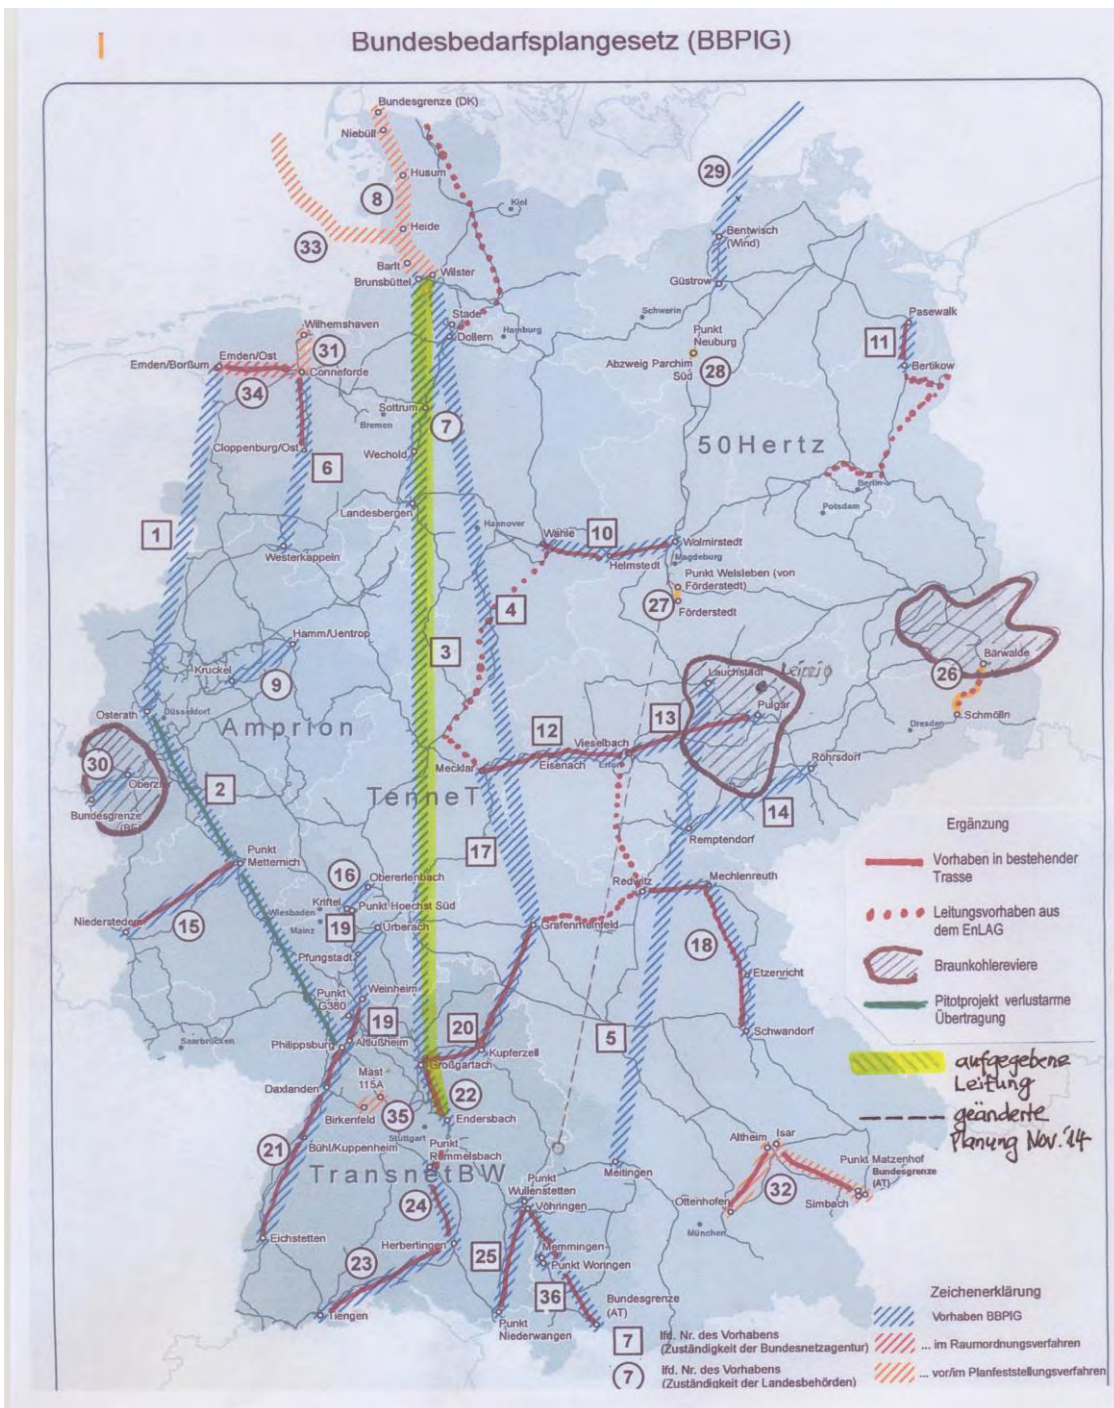 Bundesbedarfsplangesetz (BBPlG)
Bundesgrenze (DK)
Niebüll
29
Husum
8
Kiel
Heide
Bentwisch
(Wind)
33
Barlt
Wilster
Brunsbüttel
Güstrow
Stade
Schwerin
Pasewalk
Wilhemshaven
Dollern
Hamburg
Punkt
Neuburg
11
Emden/Ost
31
Emden/Borßum
Conneforde
Abzweig Parchim
Süd
28
Bertikow
34
Sottrum
Bremen
7
50Hertz
Cloppenburg/Ost
Wechold
6
Berlin
Landesbergen
Potsdam
1
Hannover
Wahle
10
Wolmirstedt
Westerkappeln
Helmstedt
Magdeburg
Punkt Welsleben (von
Förderstedt)
4
27
Förderstedt
Hamm/Uentrop
3
Bärwalde
Kruckel
9
Lauchstädt
Leipzig
26
Osterath
Düsseldorf
Pulgar
Schmölln
Amprion
12
13
Dresden
Vieselbach
30
Mecklar
Eisenach
Erfurt
Röhrsdorf
2
TenneT
14
Bundesgrenze
Remptendorf
Ergänzung
Punkt
Metternich
17
Vorhaben in bestehender
Trasse
16
Obererlenbach
Redwitz
Mechlenreuth
Kriftel
Punkt Hoechst Süd
Leitungsvorhaben aus
dem EnLAG
Niederstedem
15
Wiesbaden
Mainz
19
Urberach
Grafenrheinfeld
18
Pfungstadt
Etzenricht
Braunkohlereviere
Punkt
G380
Weinheim
Pitotprojekt verlustarme
Übertragung
19
20
5
Schwandorf
Saarbrücken
Philippsburg
Altlußheim
Kupferzell
Großgartach
aufgegebene
Leitung
Daxlanden
Mast
115A
22
Birkenfeld
35
Endersbach
geänderte
Planung Nov.'14
Stuttgart
21
Bühl/Kuppenheim
Punkt
Rommelsbach
Altheim
Isar
Punkt Matzenhof
Bundesgrenze
(AT)
TransnetBW
Meitingen
Punkt
Wullenstetten
32
Simbach
24
Vöhringen
Ottenhofen
Eichstetten
Herbertingen
25
München
23
Memmingen
Punkt Woringen
36
Bundesgrenze
(AT)
Zeichenerklärung
Tiengen
Punkt
Niederwangen
Vorhaben BBPlG
7
lfd. Nr. des Vorhabens
(Zuständigkeit der Bundesnetzagentur)
... im Raumordnungsverfahren
7
lfd. Nr. des Vorhabens
(Zuständigkeit der Landesbehörden)
... vor/im Planfeststellungsverfahren